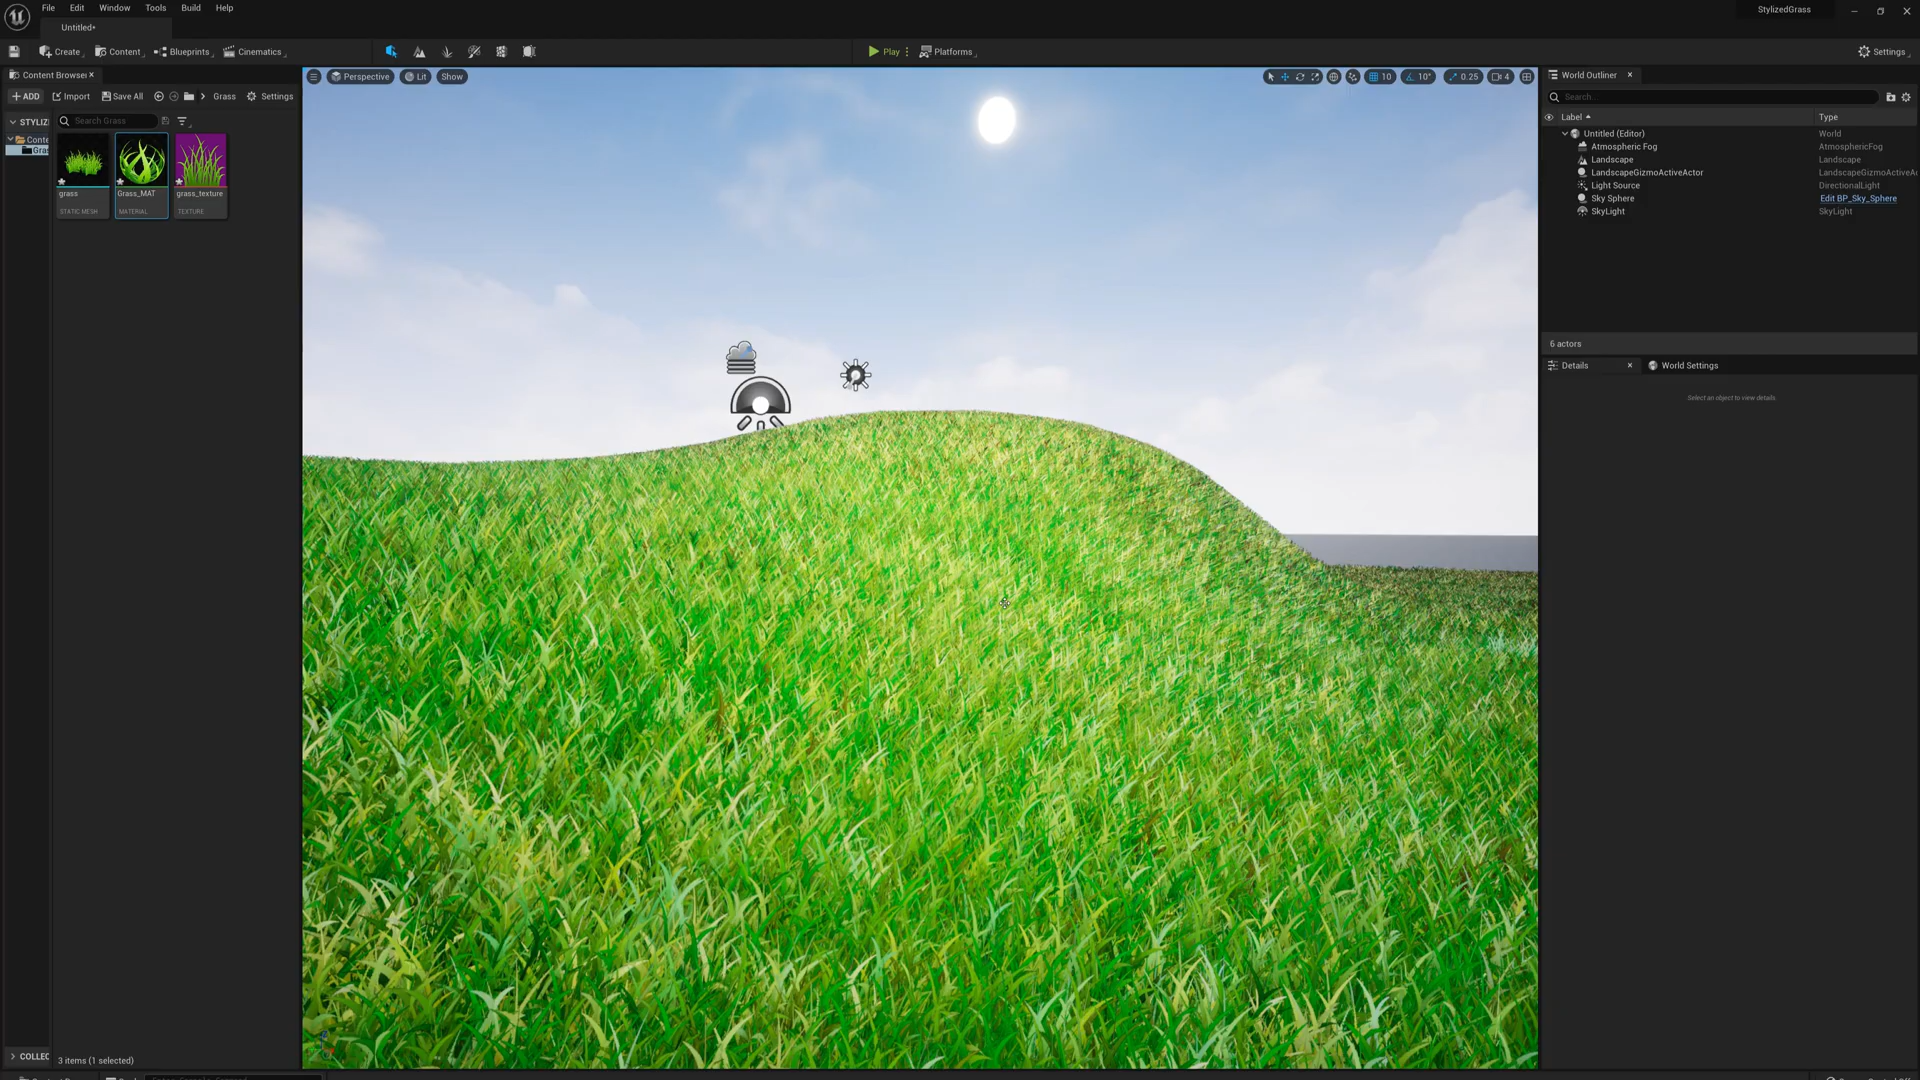 File Edit Window Tools Build Help
StylizedGrass
Untitled*
Create Content Blueprints Cinematics Play Platforms Settings
Content Browser
ADD Import Save All Grass Settings
STYLIZ
Search Grass
Conte
Gras
grass
STATIC MESH
Grass_MAT
MATERIAL
grass_texture
TEXTURE
COLLEC
3 items (1 selected)
Perspective Lit Show
10 10° 0.25 4
World Outliner
Search...
Label Type
Untitled (Editor) World
Atmospheric Fog AtmosphericFog
Landscape Landscape
LandscapeGizmoActiveActor LandscapeGizmoActiveAc
Light Source DirectionalLight
Sky Sphere Edit BP_Sky_Sphere
SkyLight SkyLight
6 actors
Details World Settings
Select an object to view details